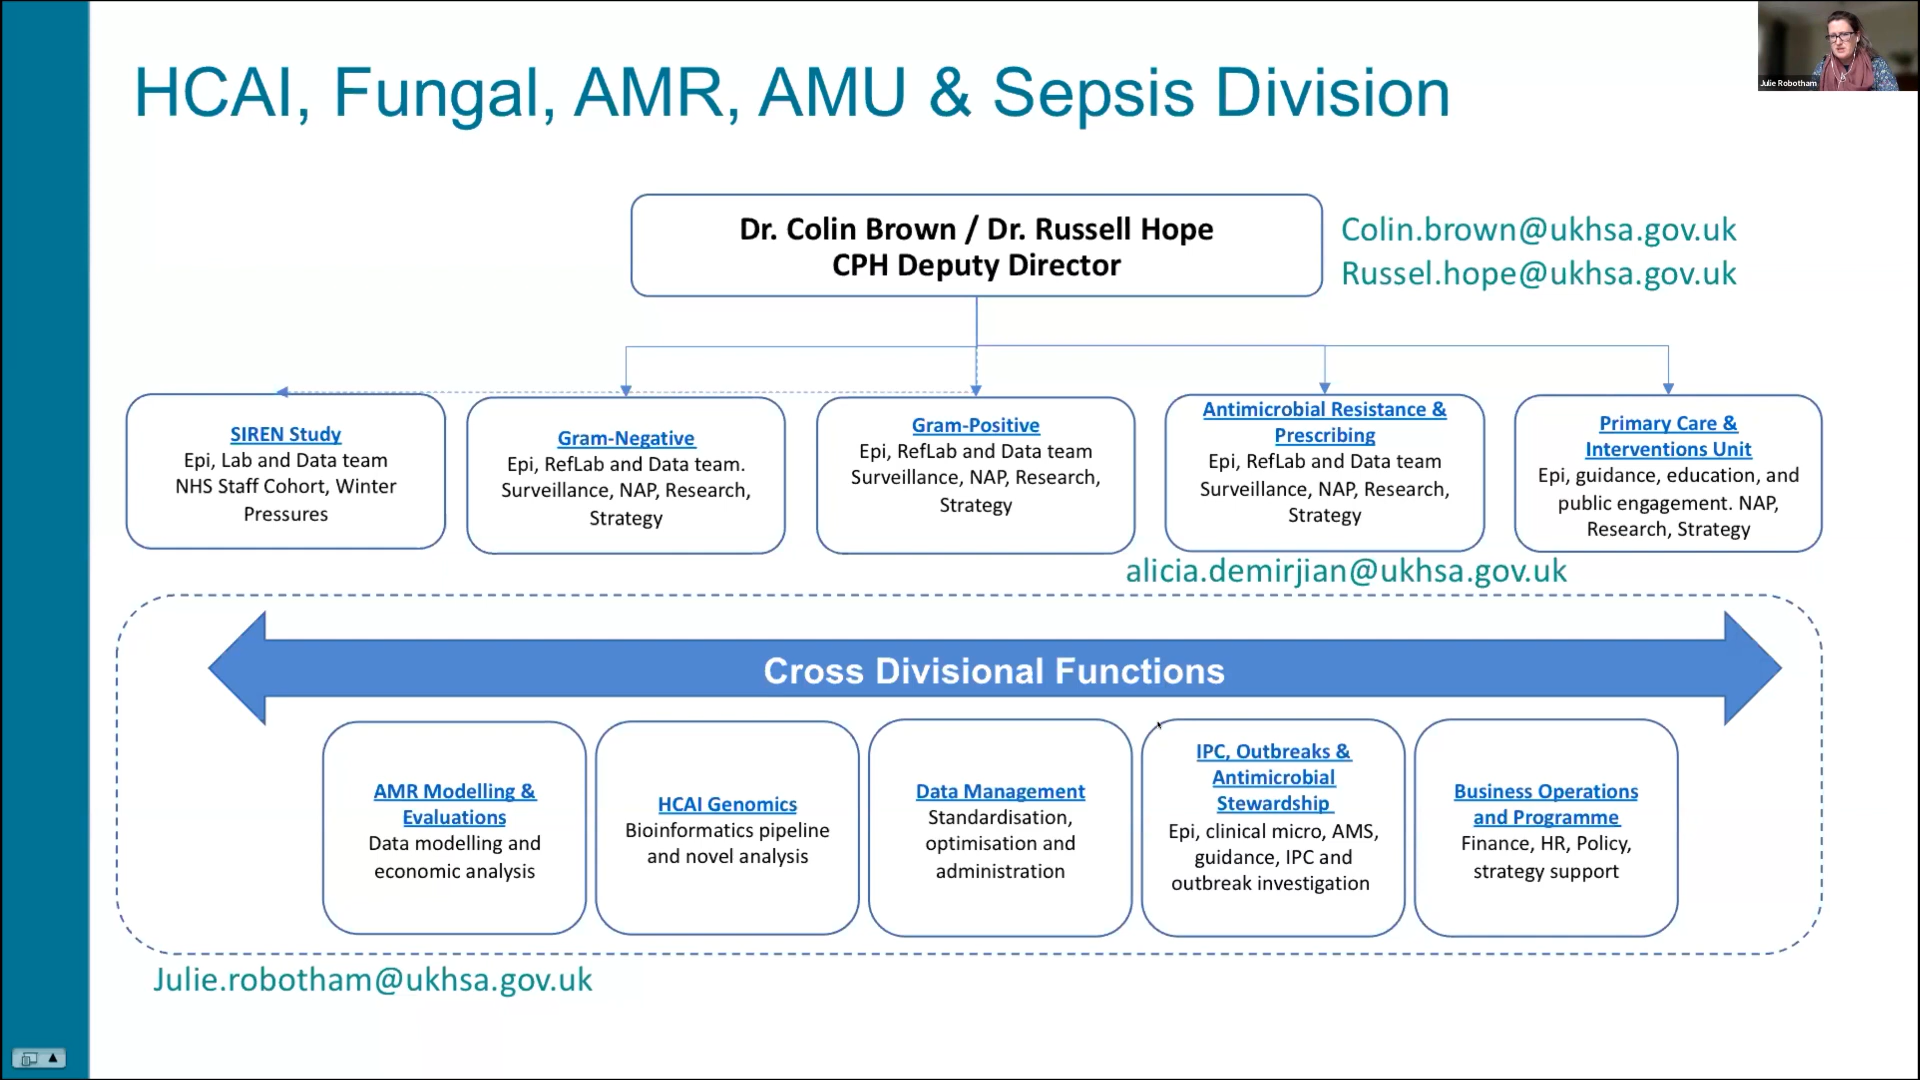 HCAI, Fungal, AMR, AMU & Sepsis Division
Julie Robotham
Dr. Colin Brown / Dr. Russell Hope
CPH Deputy Director
Colin.brown@ukhsa.gov.uk
Russel.hope@ukhsa.gov.uk
SIREN Study
Epi, Lab and Data team
NHS Staff Cohort, Winter
Pressures
Gram-Negative
Epi, RefLab and Data team.
Surveillance, NAP, Research,
Strategy
Gram-Positive
Epi, RefLab and Data team
Surveillance, NAP, Research,
Strategy
Antimicrobial Resistance &
Prescribing
Epi, RefLab and Data team
Surveillance, NAP, Research,
Strategy
Primary Care &
Interventions Unit
Epi, guidance, education, and
public engagement. NAP,
Research, Strategy
alicia.demirjian@ukhsa.gov.uk
Cross Divisional Functions
AMR Modelling &
Evaluations
Data modelling and
economic analysis
HCAI Genomics
Bioinformatics pipeline
and novel analysis
Data Management
Standardisation,
optimisation and
administration
IPC, Outbreaks &
Antimicrobial
Stewardship
Epi, clinical micro, AMS,
guidance, IPC and
outbreak investigation
Business Operations
and Programme
Finance, HR, Policy,
strategy support
Julie.robotham@ukhsa.gov.uk